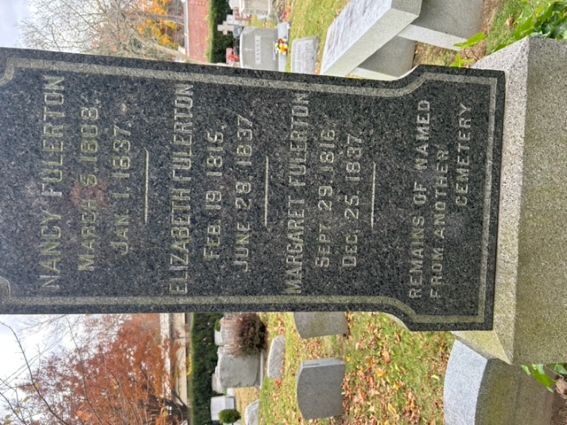 NANCY FULERTON
MARCH 5, 1808.
JAN. 1. 1837.
ELIZABETH FULERTON.
FEB. 19, 1815.
JUNE 28, 1837.
MARGARET FULERTON
SEPT. 29, 1816.
DEC. 25, 1837.
REMAINS OF NAMED
FROM ANOTHER
CEMETERY